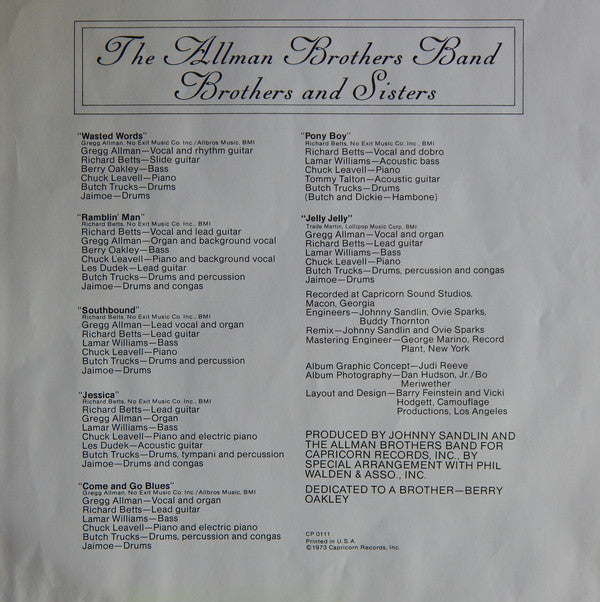 The Allman Brothers Band
Brothers and Sisters
"Wasted Words"
Gregg Allman, No Exit Music Co. Inc./Allbros Music, BMI
Gregg Allman—Vocal and rhythm guitar
Richard Betts—Slide guitar
Berry Oakley—Bass
Chuck Leavell—Piano
Butch Trucks—Drums
Jaimoe—Drums
"Ramblin' Man"
Richard Betts, No Exit Music Co. Inc., BMI
Richard Betts—Vocal and lead guitar
Gregg Allman—Organ and background vocal
Berry Oakley—Bass
Chuck Leavell—Piano and background vocal
Les Dudek—Lead guitar
Butch Trucks—Drums and percussion
Jaimoe—Drums and congas
"Southbound"
Richard Betts, No Exit Music Co. Inc., BMI
Gregg Allman—Lead vocal and organ
Richard Betts—Lead guitar
Lamar Williams—Bass
Chuck Leavell—Piano
Butch Trucks—Drums and percussion
Jaimoe—Drums
"Jessica"
Richard Betts, No Exit Music Co. Inc., BMI
Richard Betts—Lead guitar
Gregg Allman—Organ
Lamar Williams—Bass
Chuck Leavell—Piano and electric piano
Les Dudek—Acoustic guitar
Butch Trucks—Drums, tympani and percussion
Jaimoe—Drums and congas
"Come and Go Blues"
Gregg Allman, No Exit Music Co. Inc./Allbros Music, BMI
Gregg Allman—Vocal and organ
Richard Betts—Lead guitar
Lamar Williams—Bass
Chuck Leavell—Piano and electric piano
Butch Trucks—Drums, percussion and congas
Jaimoe—Drums
"Pony Boy"
Richard Betts, No Exit Music Co. Inc., BMI
Richard Betts—Vocal and dobro
Lamar Williams—Acoustic bass
Chuck Leavell—Piano
Tommy Talton—Acoustic guitar
Butch Trucks—Drums
(Butch and Dickie—Hambone)
"Jelly Jelly"
Trade Martin, Lollipop Music Corp. BMI
Gregg Allman—Vocal and organ
Richard Betts—Lead guitar
Lamar Williams—Bass
Chuck Leavell—Piano
Butch Trucks—Drums, percussion and congas
Jaimoe—Drums
Recorded at Capricorn Sound Studios,
Macon, Georgia
Engineers—Johnny Sandlin, Ovie Sparks,
Buddy Thornton
Remix—Johnny Sandlin and Ovie Sparks
Mastering Engineer—George Marino, Record
Plant, New York
Album Graphic Concept—Judi Reeve
Album Photography—Dan Hudson, Jr./Bo
Meriwether
Layout and Design—Barry Feinstein and Vicki
Hodgett, Camouflage
Productions, Los Angeles
PRODUCED BY JOHNNY SANDLIN AND
THE ALLMAN BROTHERS BAND FOR
CAPRICORN RECORDS, INC., BY
SPECIAL ARRANGEMENT WITH PHIL
WALDEN & ASSO., INC.
DEDICATED TO A BROTHER—BERRY
OAKLEY
CP 0111
Printed in U.S.A.
©1973 Capricorn Records, Inc.